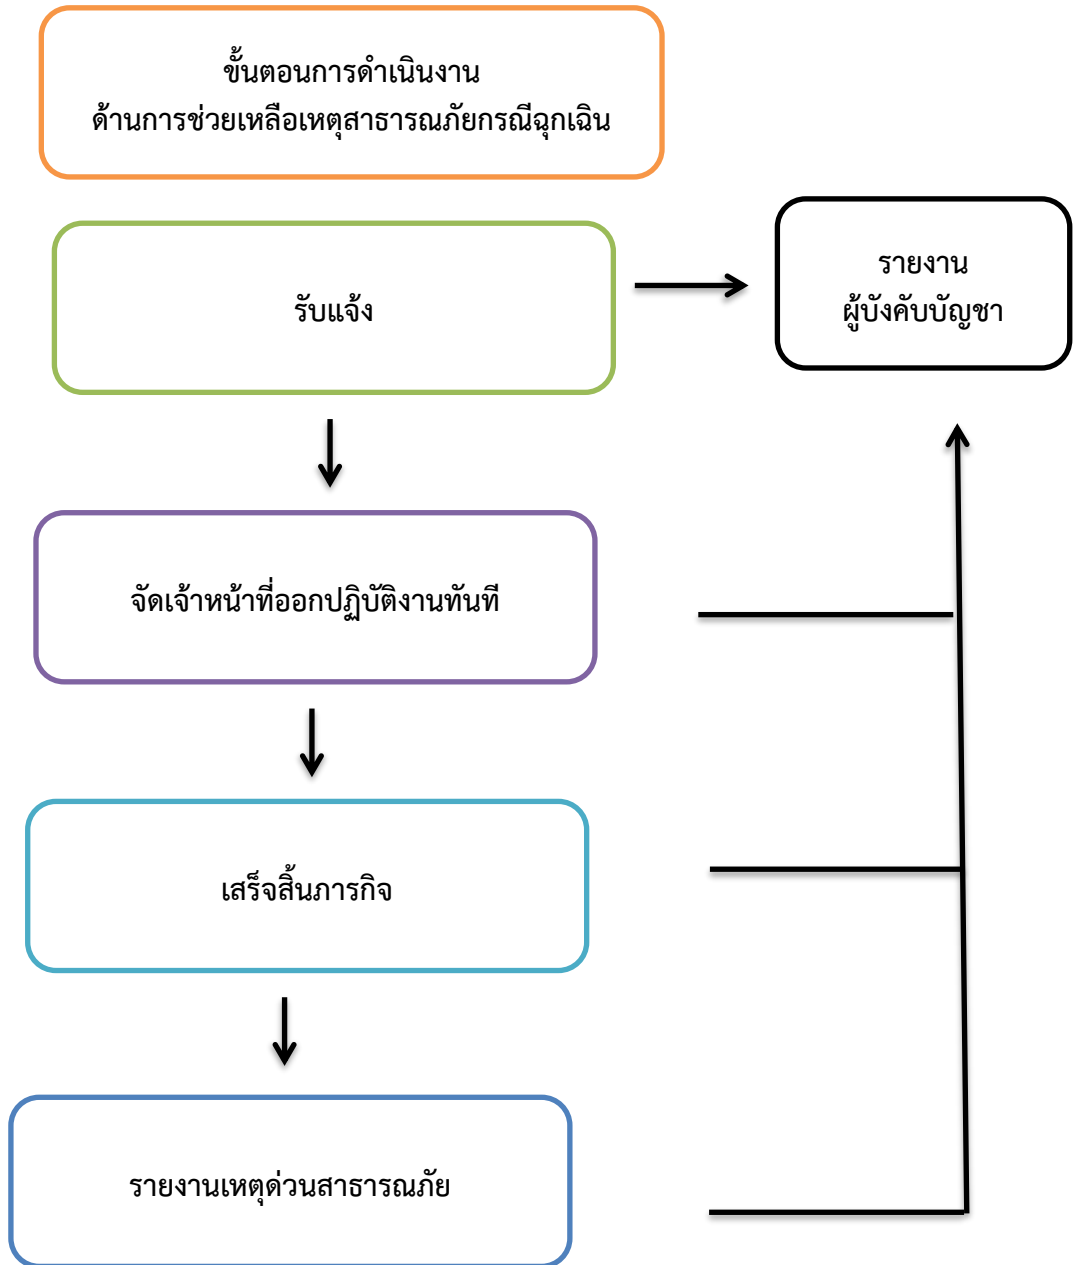 ขั้นตอนการดำเนินงาน
ด้านการช่วยเหลือเหตุสาธารณภัยกรณีฉุกเฉิน
รับแจ้ง
รายงาน
ผู้บังคับบัญชา
จัดเจ้าหน้าที่ออกปฏิบัติงานทันที
เสร็จสิ้นภารกิจ
รายงานเหตุด่วนสาธารณภัย